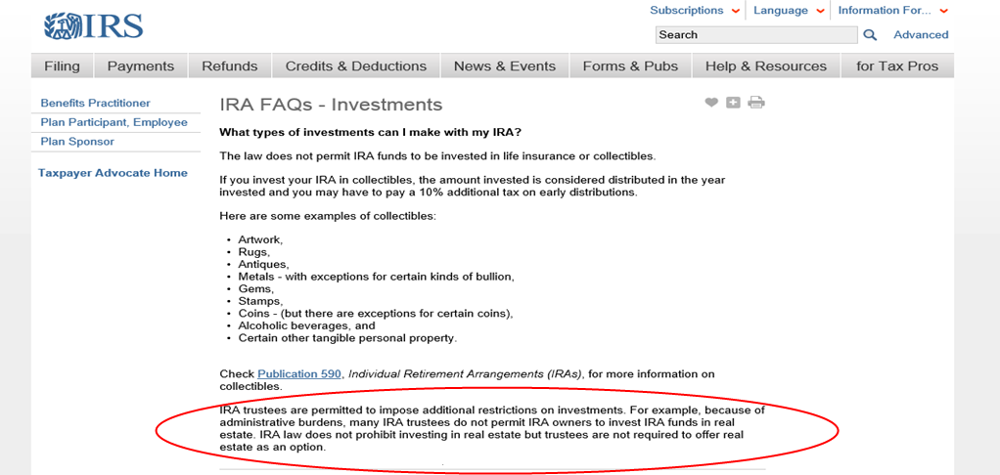 IRS
Subscriptions Language Information For...
Search Advanced
Filing Payments Refunds Credits & Deductions News & Events Forms & Pubs Help & Resources for Tax Pros
Benefits Practitioner
Plan Participant, Employee
Plan Sponsor
Taxpayer Advocate Home
IRA FAQs - Investments
What types of investments can I make with my IRA?
The law does not permit IRA funds to be invested in life insurance or collectibles.
If you invest your IRA in collectibles, the amount invested is considered distributed in the year
invested and you may have to pay a 10% additional tax on early distributions.
Here are some examples of collectibles:
• Artwork,
• Rugs,
• Antiques,
• Metals - with exceptions for certain kinds of bullion,
• Gems,
• Stamps,
• Coins - (but there are exceptions for certain coins),
• Alcoholic beverages, and
• Certain other tangible personal property.
Check Publication 590, Individual Retirement Arrangements (IRAs), for more information on
collectibles.
IRA trustees are permitted to impose additional restrictions on investments. For example, because of
administrative burdens, many IRA trustees do not permit IRA owners to invest IRA funds in real
estate. IRA law does not prohibit investing in real estate but trustees are not required to offer real
estate as an option.